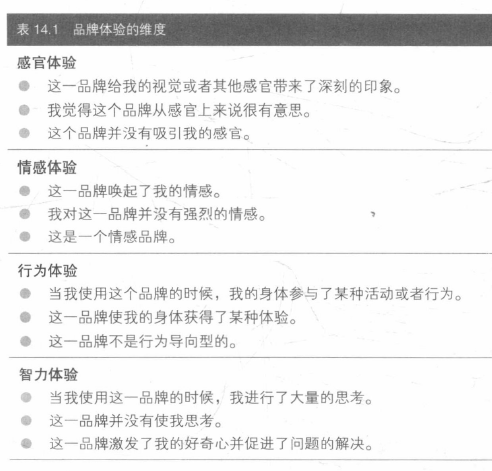 表 14.1 品牌体验的维度
感官体验
● 这一品牌给我的视觉或者其他感官带来了深刻的印象。
● 我觉得这个品牌从感官上来说很有意思。
● 这个品牌并没有吸引我的感官。
情感体验
● 这一品牌唤起了我的情感。
● 我对这一品牌并没有强烈的情感。
● 这是一个情感品牌。
行为体验
● 当我使用这个品牌的时候，我的身体参与了某种活动或者行为。
● 这一品牌使我的身体获得了某种体验。
● 这一品牌不是行为导向型的。
智力体验
● 当我使用这一品牌的时候，我进行了大量的思考。
● 这一品牌并没有使我思考。
● 这一品牌激发了我的好奇心并促进了问题的解决。